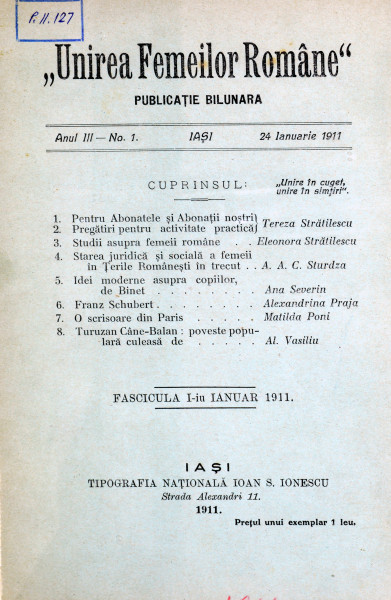 P.II.127
„Unirea Femeilor Române“
PUBLICAȚIE BILUNARA
Anul III — No. 1. IAȘI 24 Ianuarie 1911
CUPRINSUL:
„Unire în cuget,
unire în simțiri“.
1. Pentru Abonatele și Abonații noștri
2. Pregătiri pentru activitate practică} Tereza Strătilescu
3. Studii asupra femeii române . . Eleonora Strătilescu
4. Starea juridică și socială a femeii
în Țerile Românești în trecut . . A. A. C. Sturdza
5. Idei moderne asupra copiilor,
de Binet . . . . . . . . Ana Severin
6. Franz Schubert . . . . . . Alexandrina Praja
7. O scrisoare din Paris . . . . Matilda Poni
8. Turuzan Câne-Balan : poveste popu-
lară culeasă de . . . . . Al. Vasiliu
FASCICULA I-iu IANUAR 1911.
IAȘI
TIPOGRAFIA NAȚIONALĂ IOAN S. IONESCU
Strada Alexandri 11.
1911.
Prețul unui exemplar 1 leu.